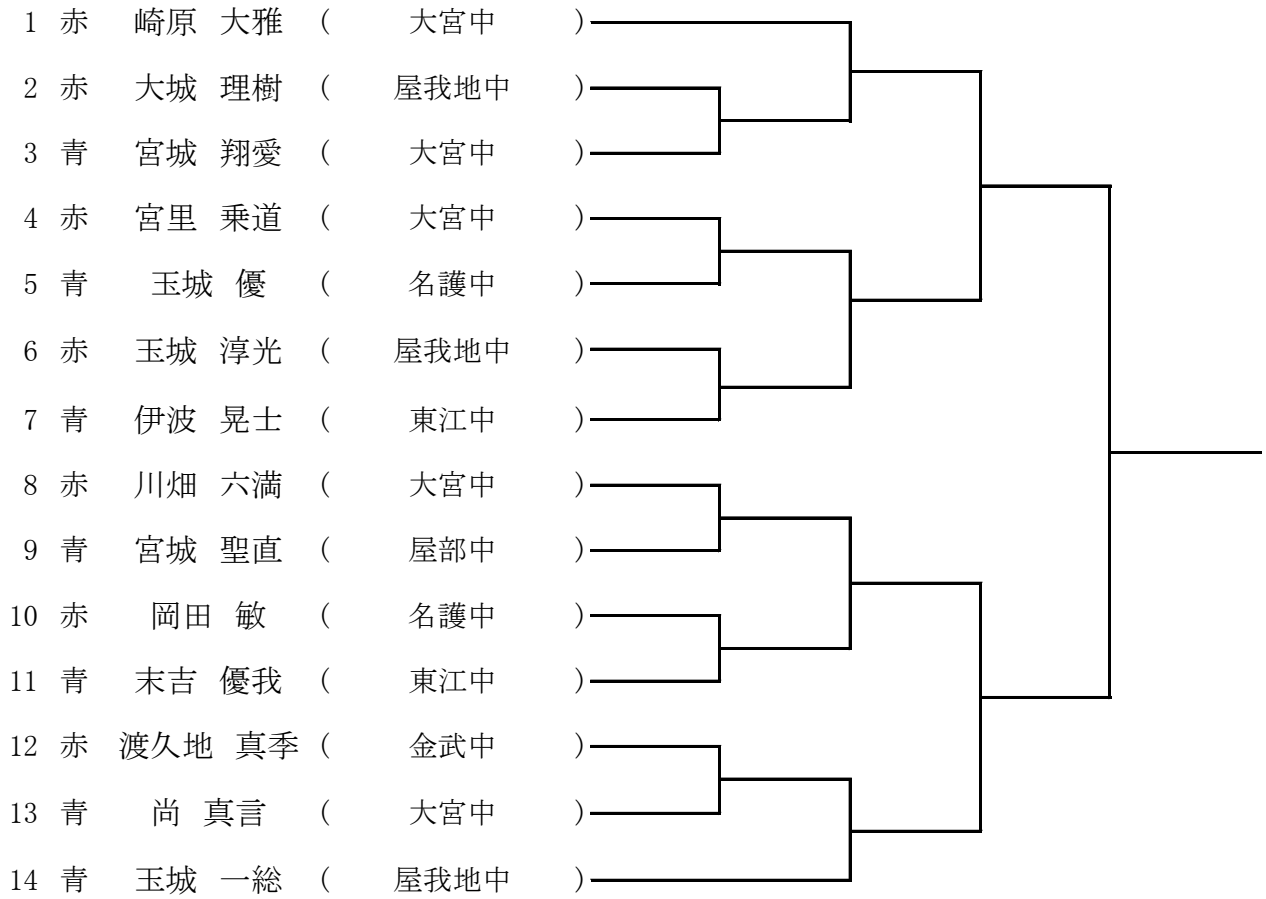 1 赤 崎原 大雅 ( 大宮中 )
2 赤 大城 理樹 ( 屋我地中 )
3 青 宮城 翔愛 ( 大宮中 )
4 赤 宮里 乗道 ( 大宮中 )
5 青 玉城 優 ( 名護中 )
6 赤 玉城 淳光 ( 屋我地中 )
7 青 伊波 晃士 ( 東江中 )
8 赤 川畑 六満 ( 大宮中 )
9 青 宮城 聖直 ( 屋部中 )
10 赤 岡田 敏 ( 名護中 )
11 青 末吉 優我 ( 東江中 )
12 赤 渡久地 真季 ( 金武中 )
13 青 尚 真言 ( 大宮中 )
14 青 玉城 一総 ( 屋我地中 )